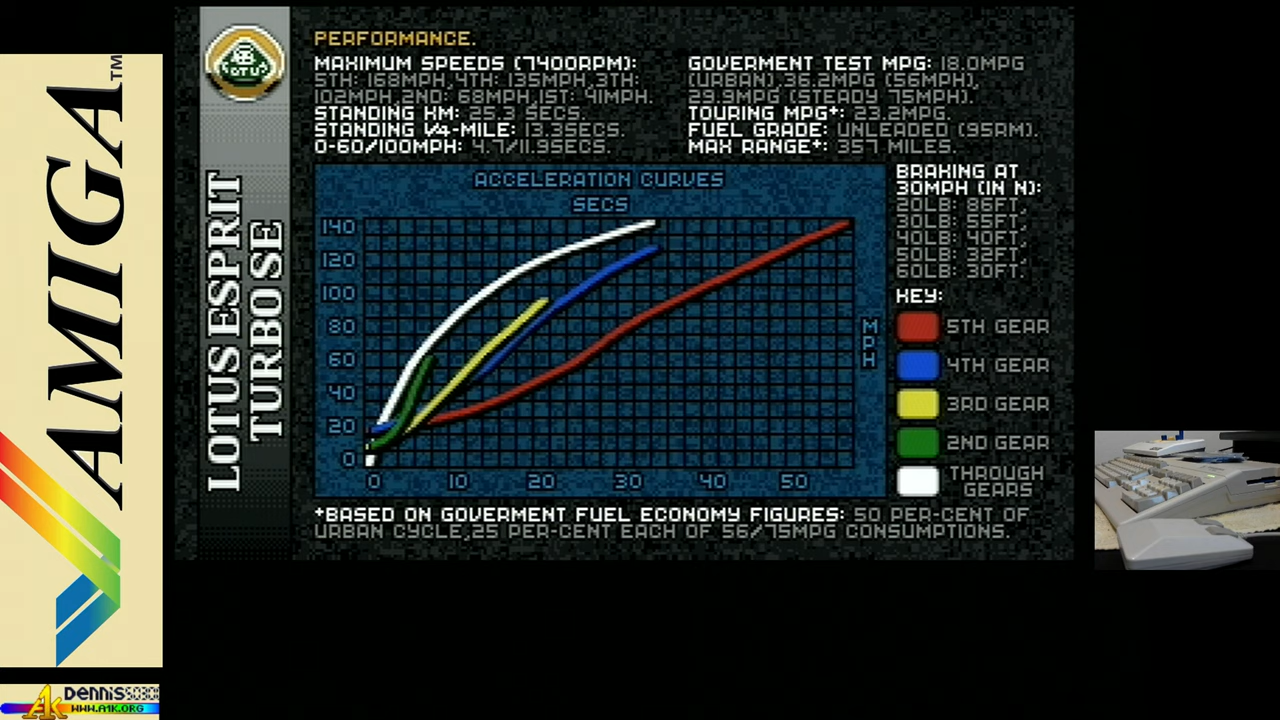 AMIGA™
DENNIS
WWW.A1K.ORG
LOTUS ESPRIT
TURBO SE
PERFORMANCE.
MAXIMUM SPEEDS (7400RPM):
5TH: 168MPH,4TH: 135MPH,3TH:
102MPH,2ND: 68MPH,1ST: 41MPH.
STANDING KM: 25.3 SECS.
STANDING 1/4-MILE: 13.3SECS.
0-60/100MPH: 4.7/11.9SECS.
GOVERMENT TEST MPG: 18.0MPG
(URBAN),36.2MPG (56MPH),
29.9MPG (STEADY 75MPH).
TOURING MPG*: 23.2MPG.
FUEL GRADE: UNLEADED (95RM).
MAX RANGE*: 357 MILES.
ACCELERATION CURVES
SECS
140
120
100
80
60
40
20
0
0 10 20 30 40 50
MPH
BRAKING AT
30MPH (IN N):
20LB: 86FT,
30LB: 55FT,
40LB: 40FT,
50LB: 32FT,
60LB: 30FT.
KEY:
5TH GEAR
4TH GEAR
3RD GEAR
2ND GEAR
THROUGH
GEARS
*BASED ON GOVERMENT FUEL ECONOMY FIGURES: 50 PER-CENT OF
URBAN CYCLE,25 PER-CENT EACH OF 56/75MPG CONSUMPTIONS.